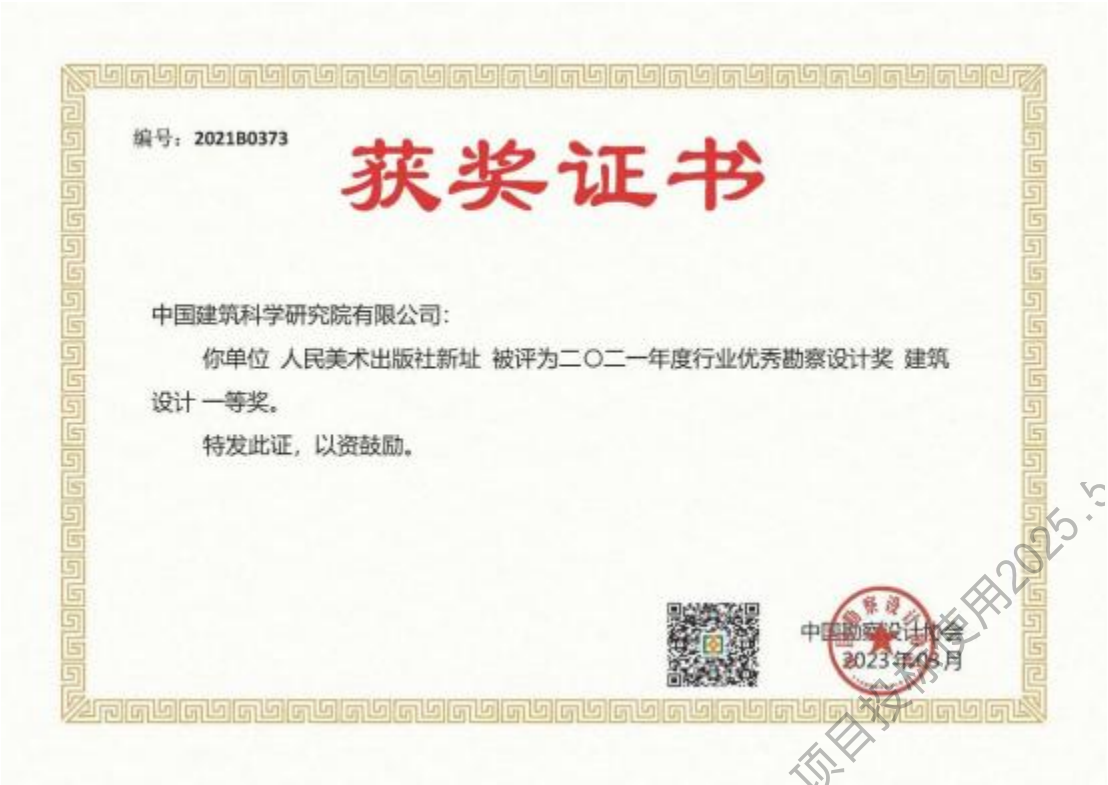 编号：2021B0373
获奖证书
中国建筑科学研究院有限公司：
你单位 人民美术出版社新址 被评为二〇二一年度行业优秀勘察设计奖 建筑
设计 一等奖。
特发此证，以资鼓励。
中国勘察设计协会
2023年03月
项目投标使用2025.5